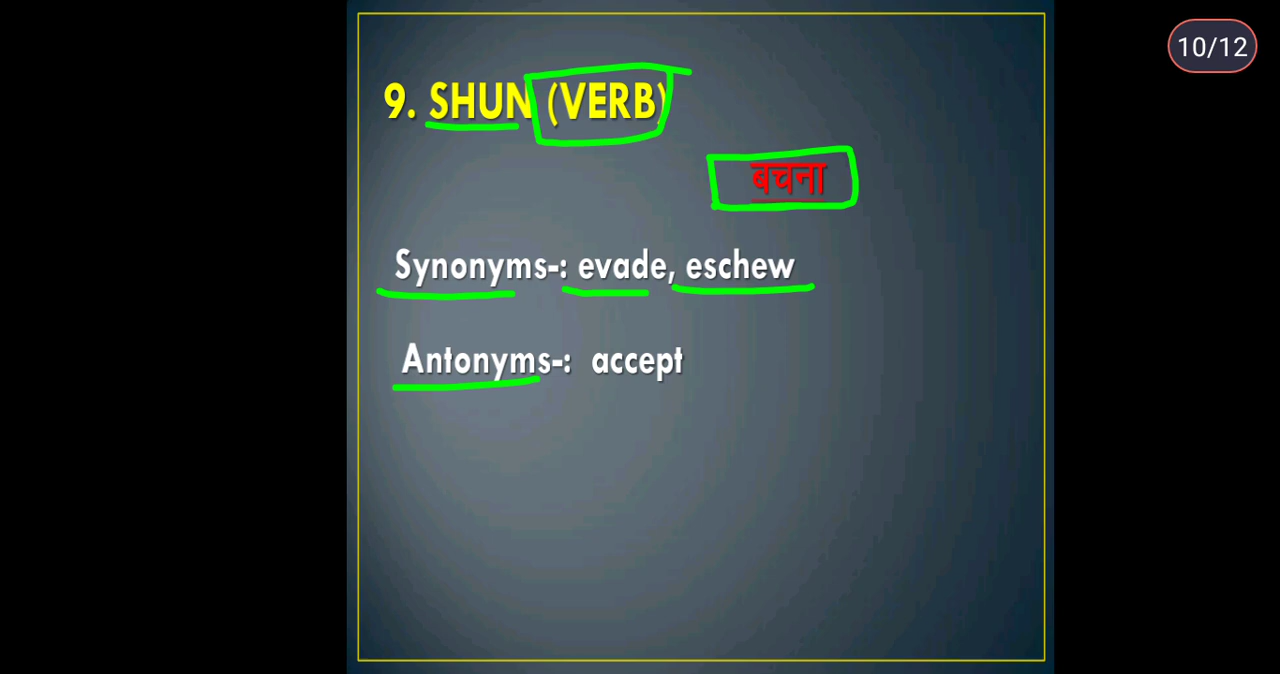 10/12
9. SHUN (VERB)
बचना
Synonyms-: evade, eschew
Antonyms-: accept